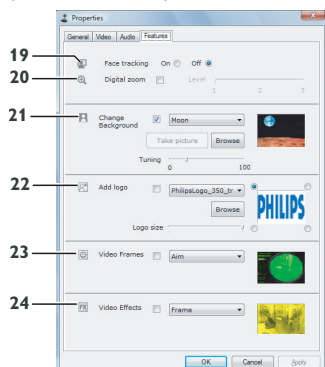 Properties
General Video Audio Features
19 Face tracking On Off
20 Digital zoom Level
1 2 3
21 Change Background Moon
Take picture Browse
Tuning
0 100
22 Add logo PhilipsLogo_350_tr
PHILIPS
Browse
Logo size
23 Video Frames Aim
24 FX Video Effects Frame
OK Cancel Apply